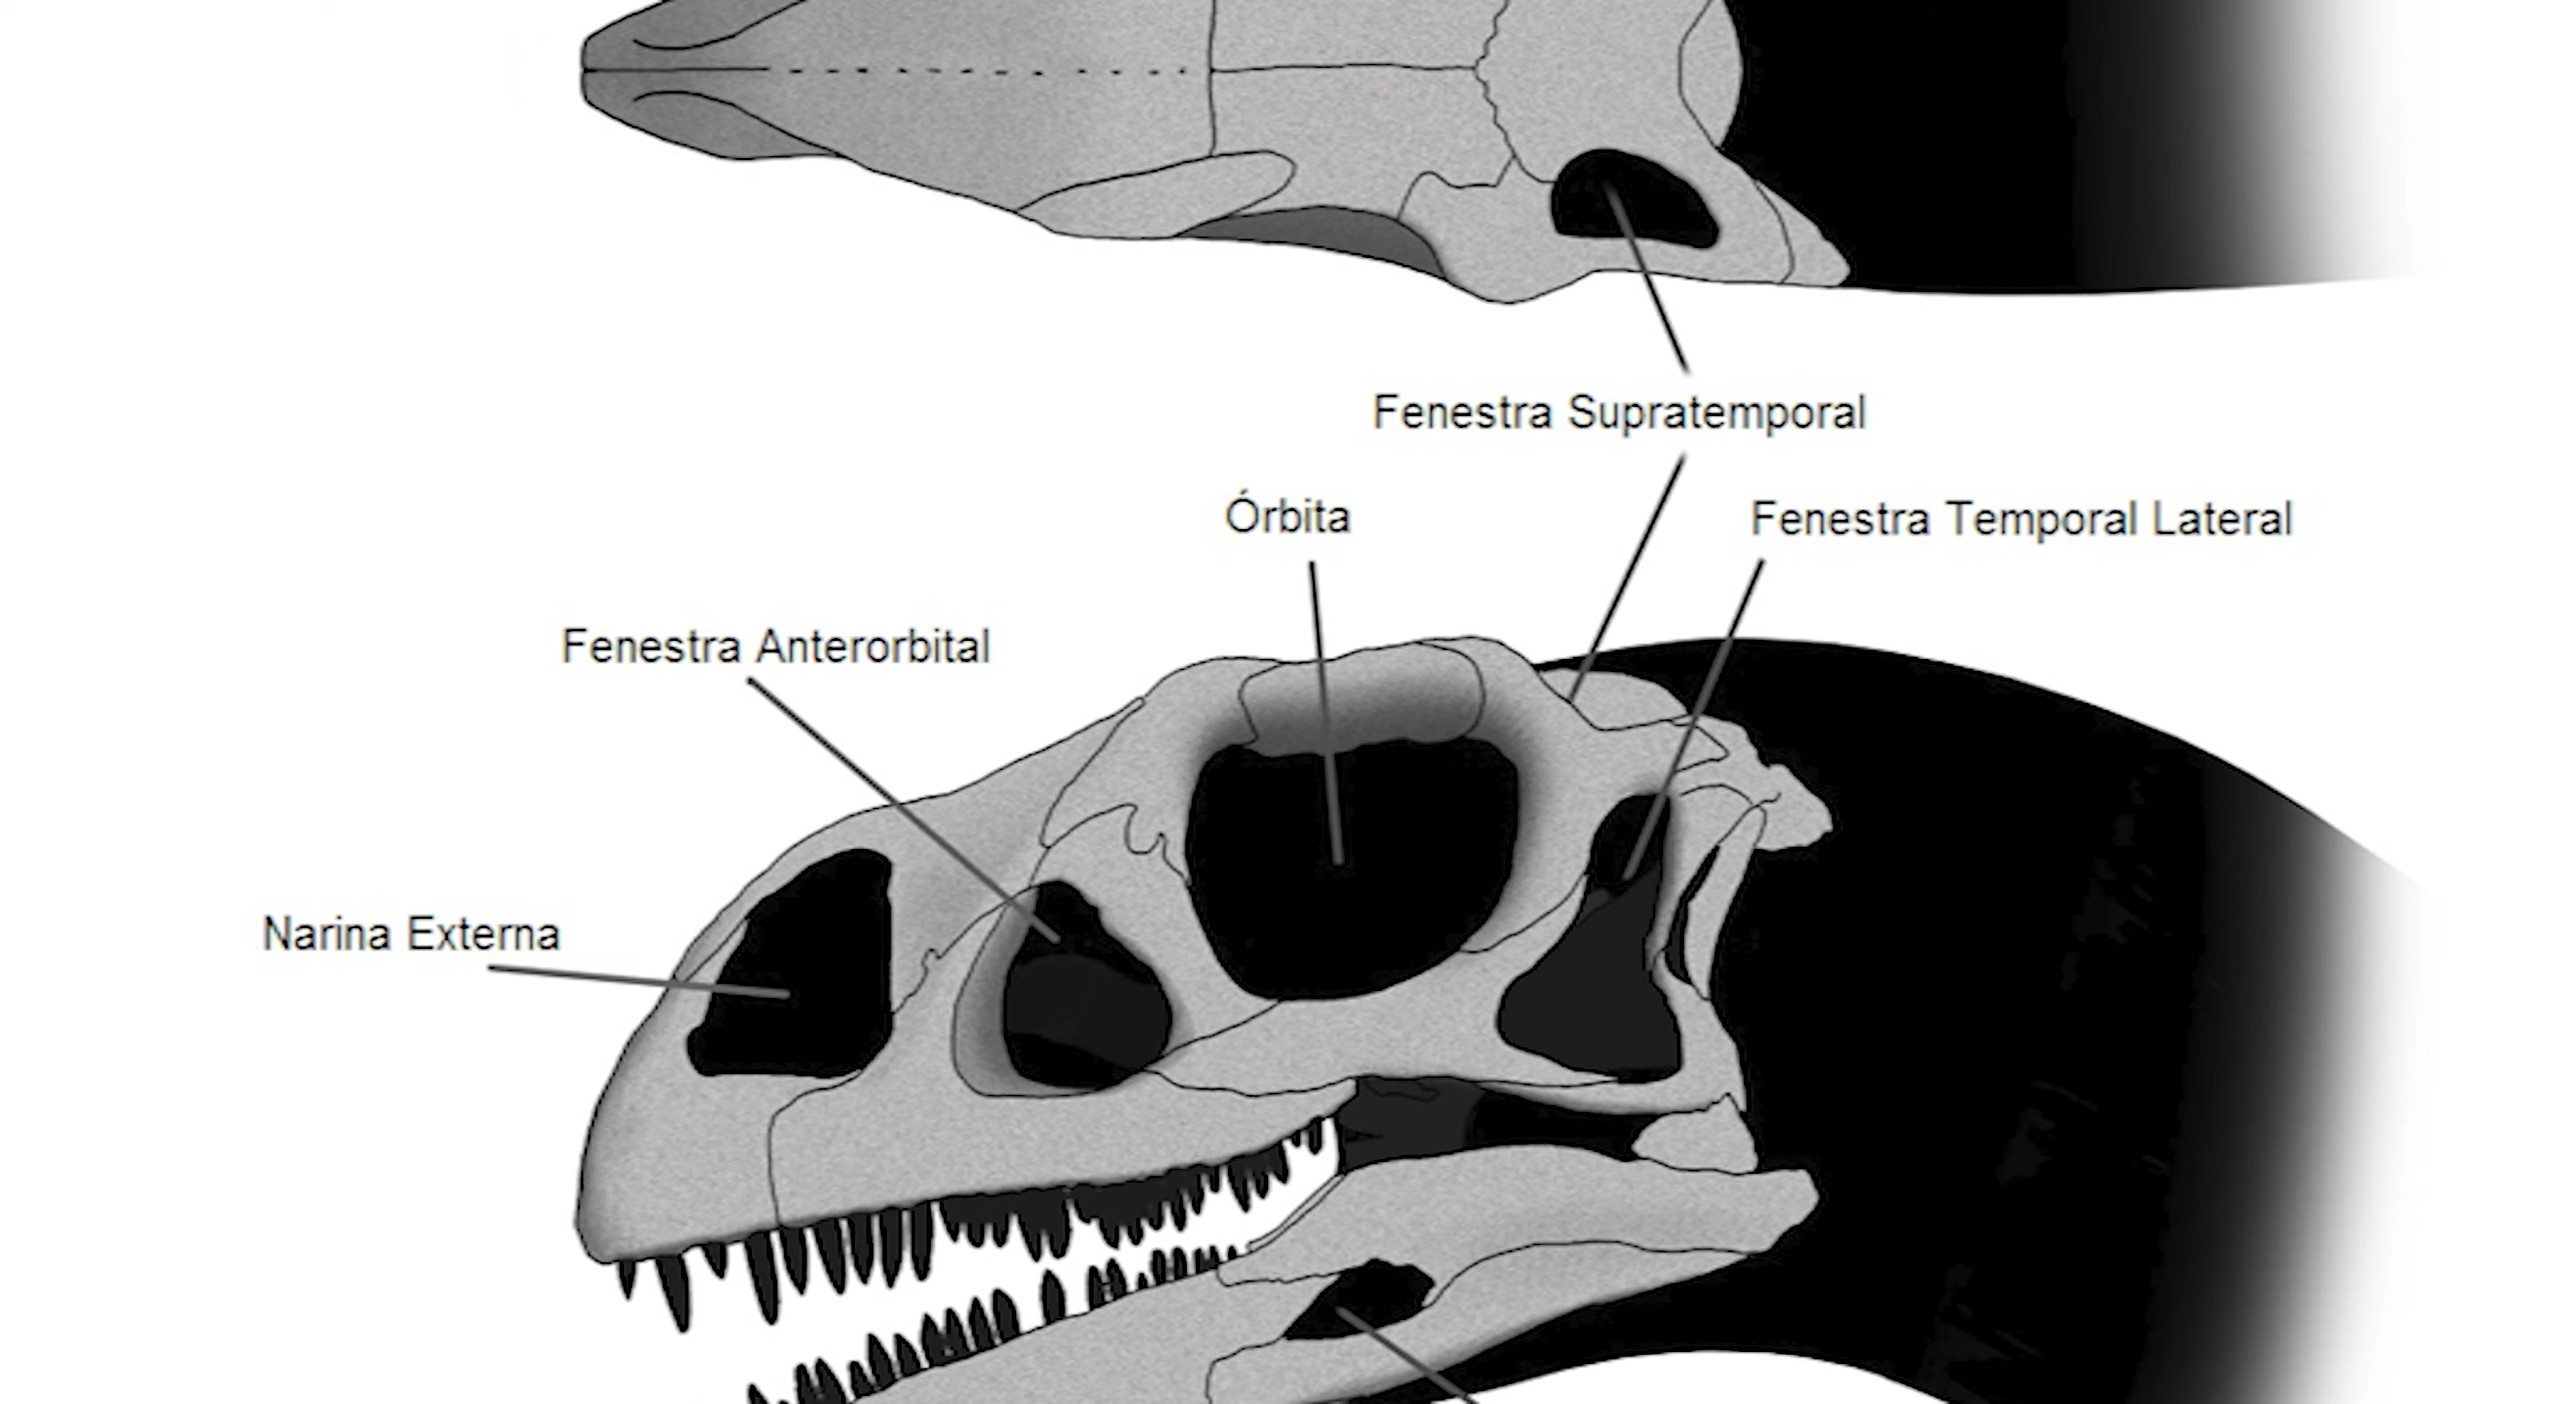 Fenestra Supratemporal
Órbita
Fenestra Temporal Lateral
Fenestra Anterorbital
Narina Externa